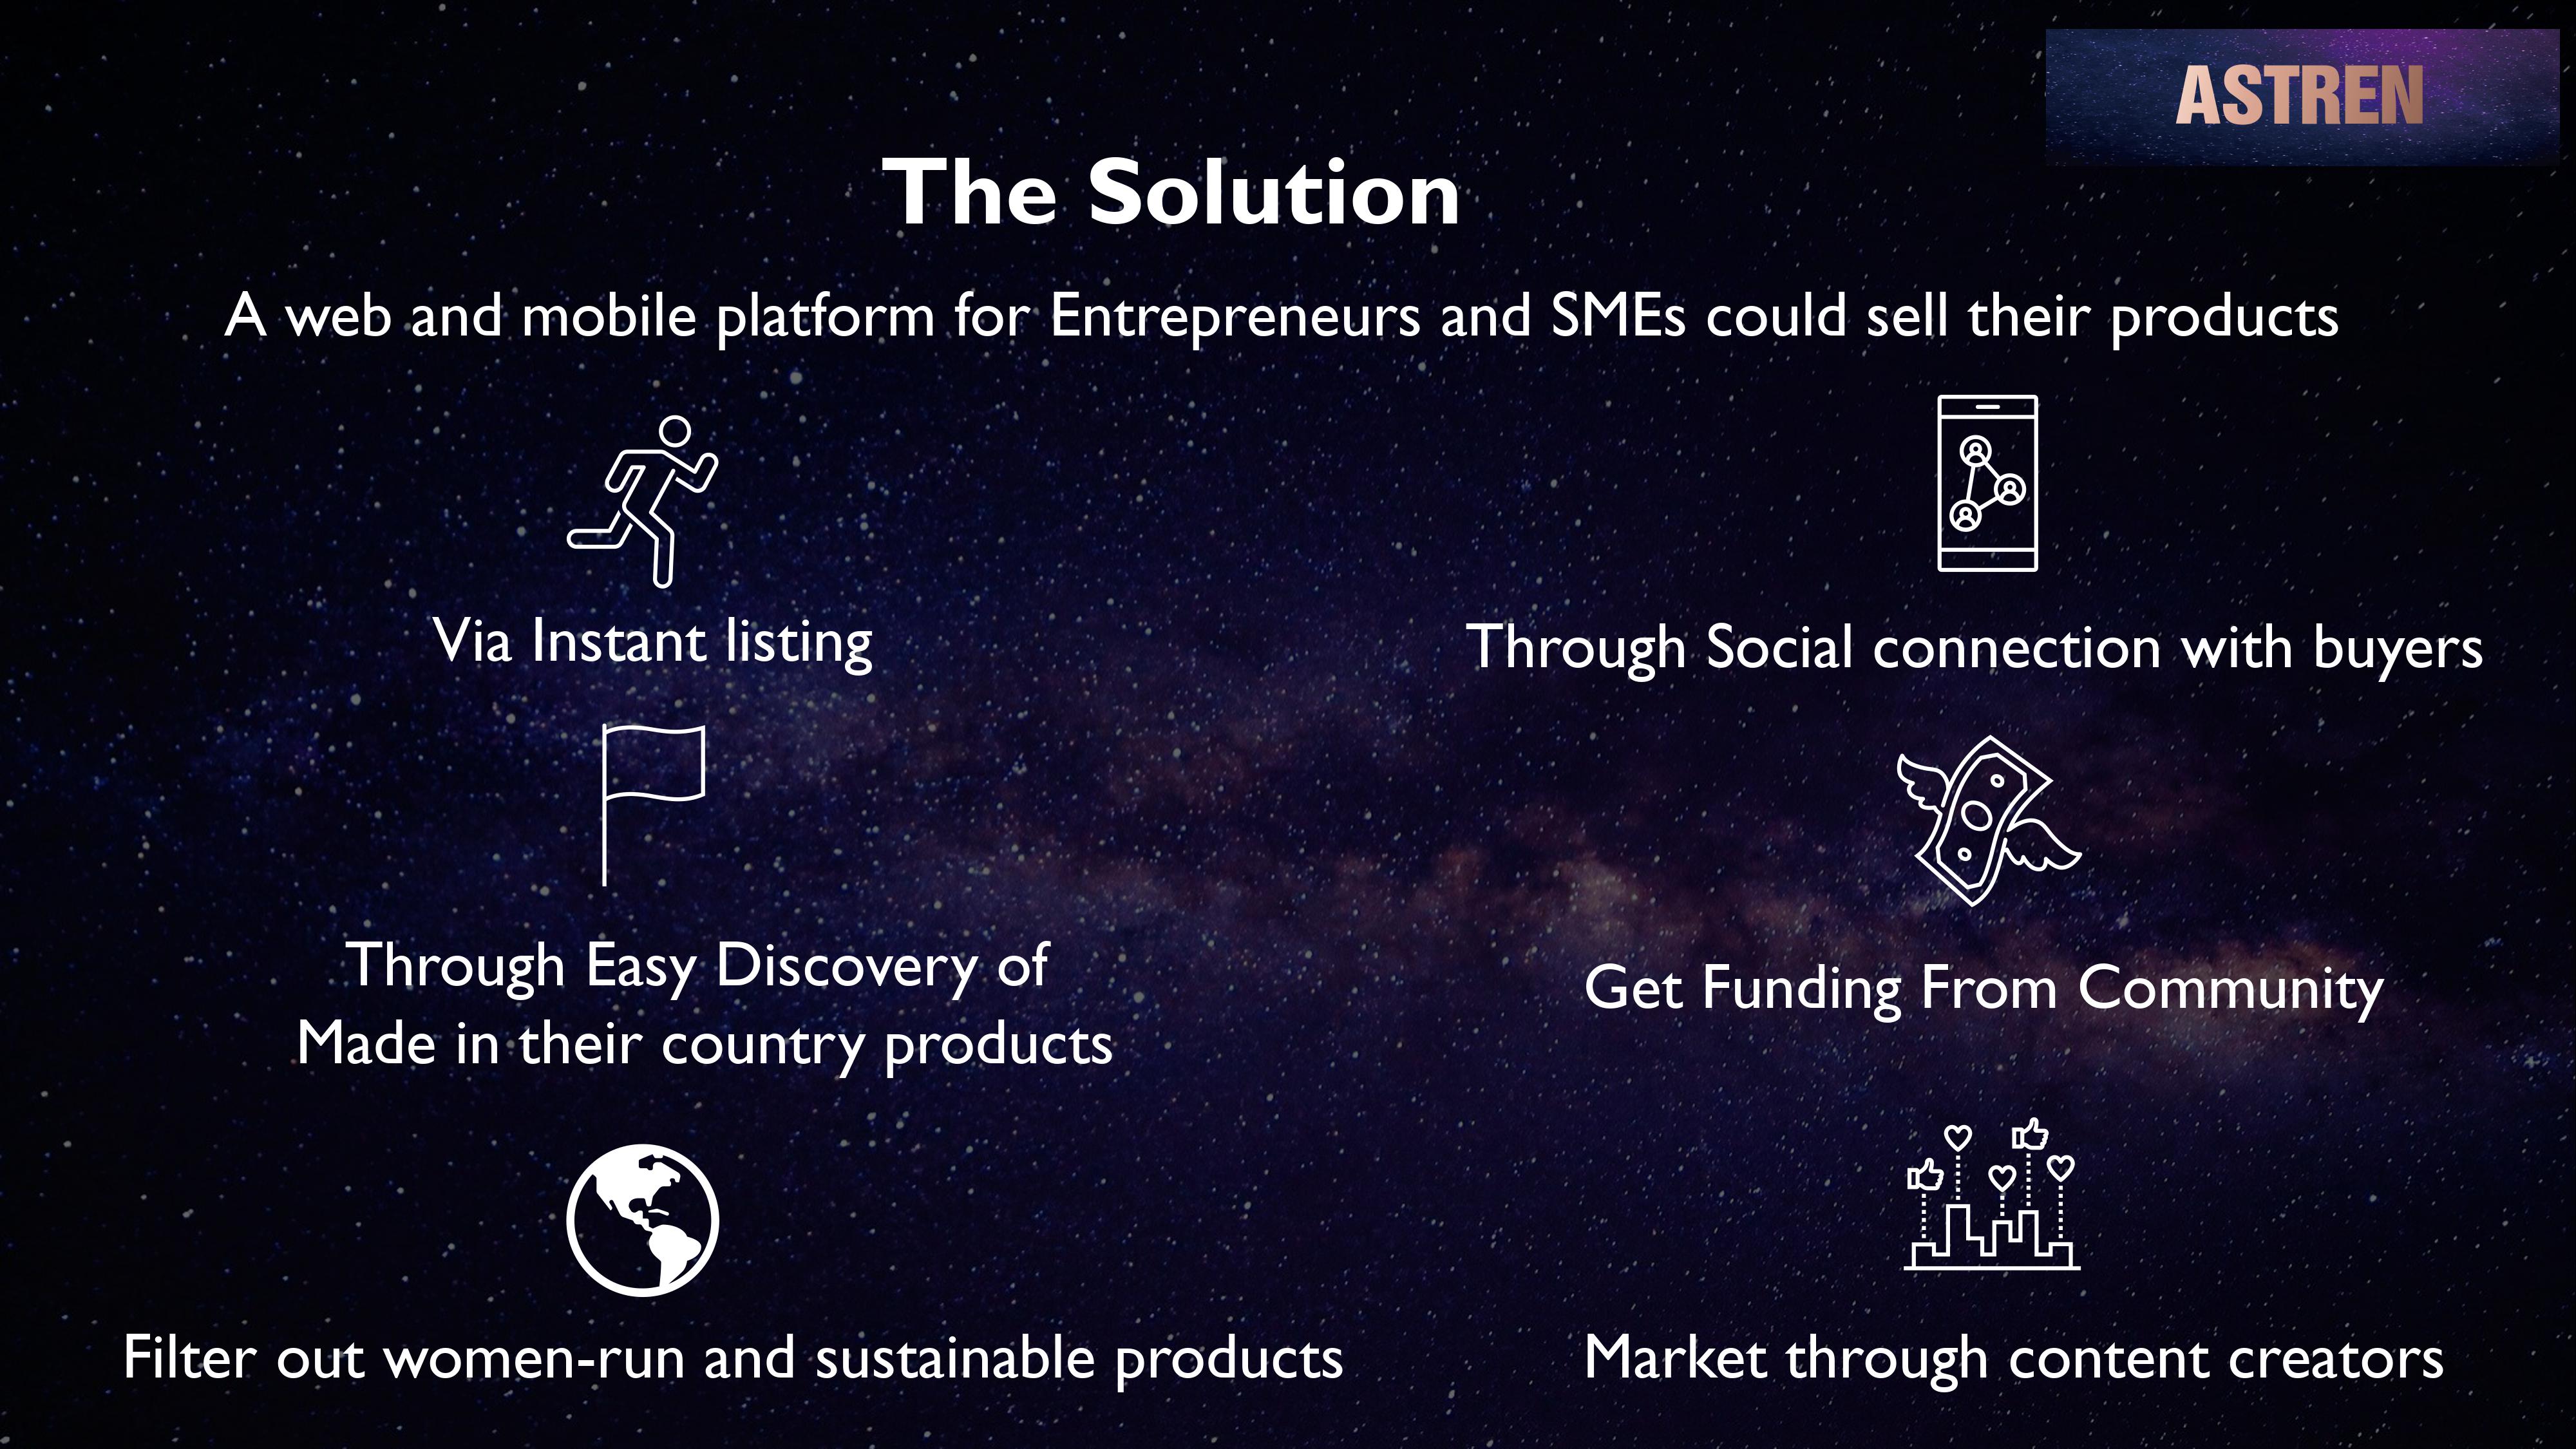 ASTREN
The Solution
A web and mobile platform for Entrepreneurs and SMEs could sell their products
Via Instant listing
Through Social connection with buyers
Through Easy Discovery of
Made in their country products
Get Funding From Community
Filter out women-run and sustainable products
Market through content creators